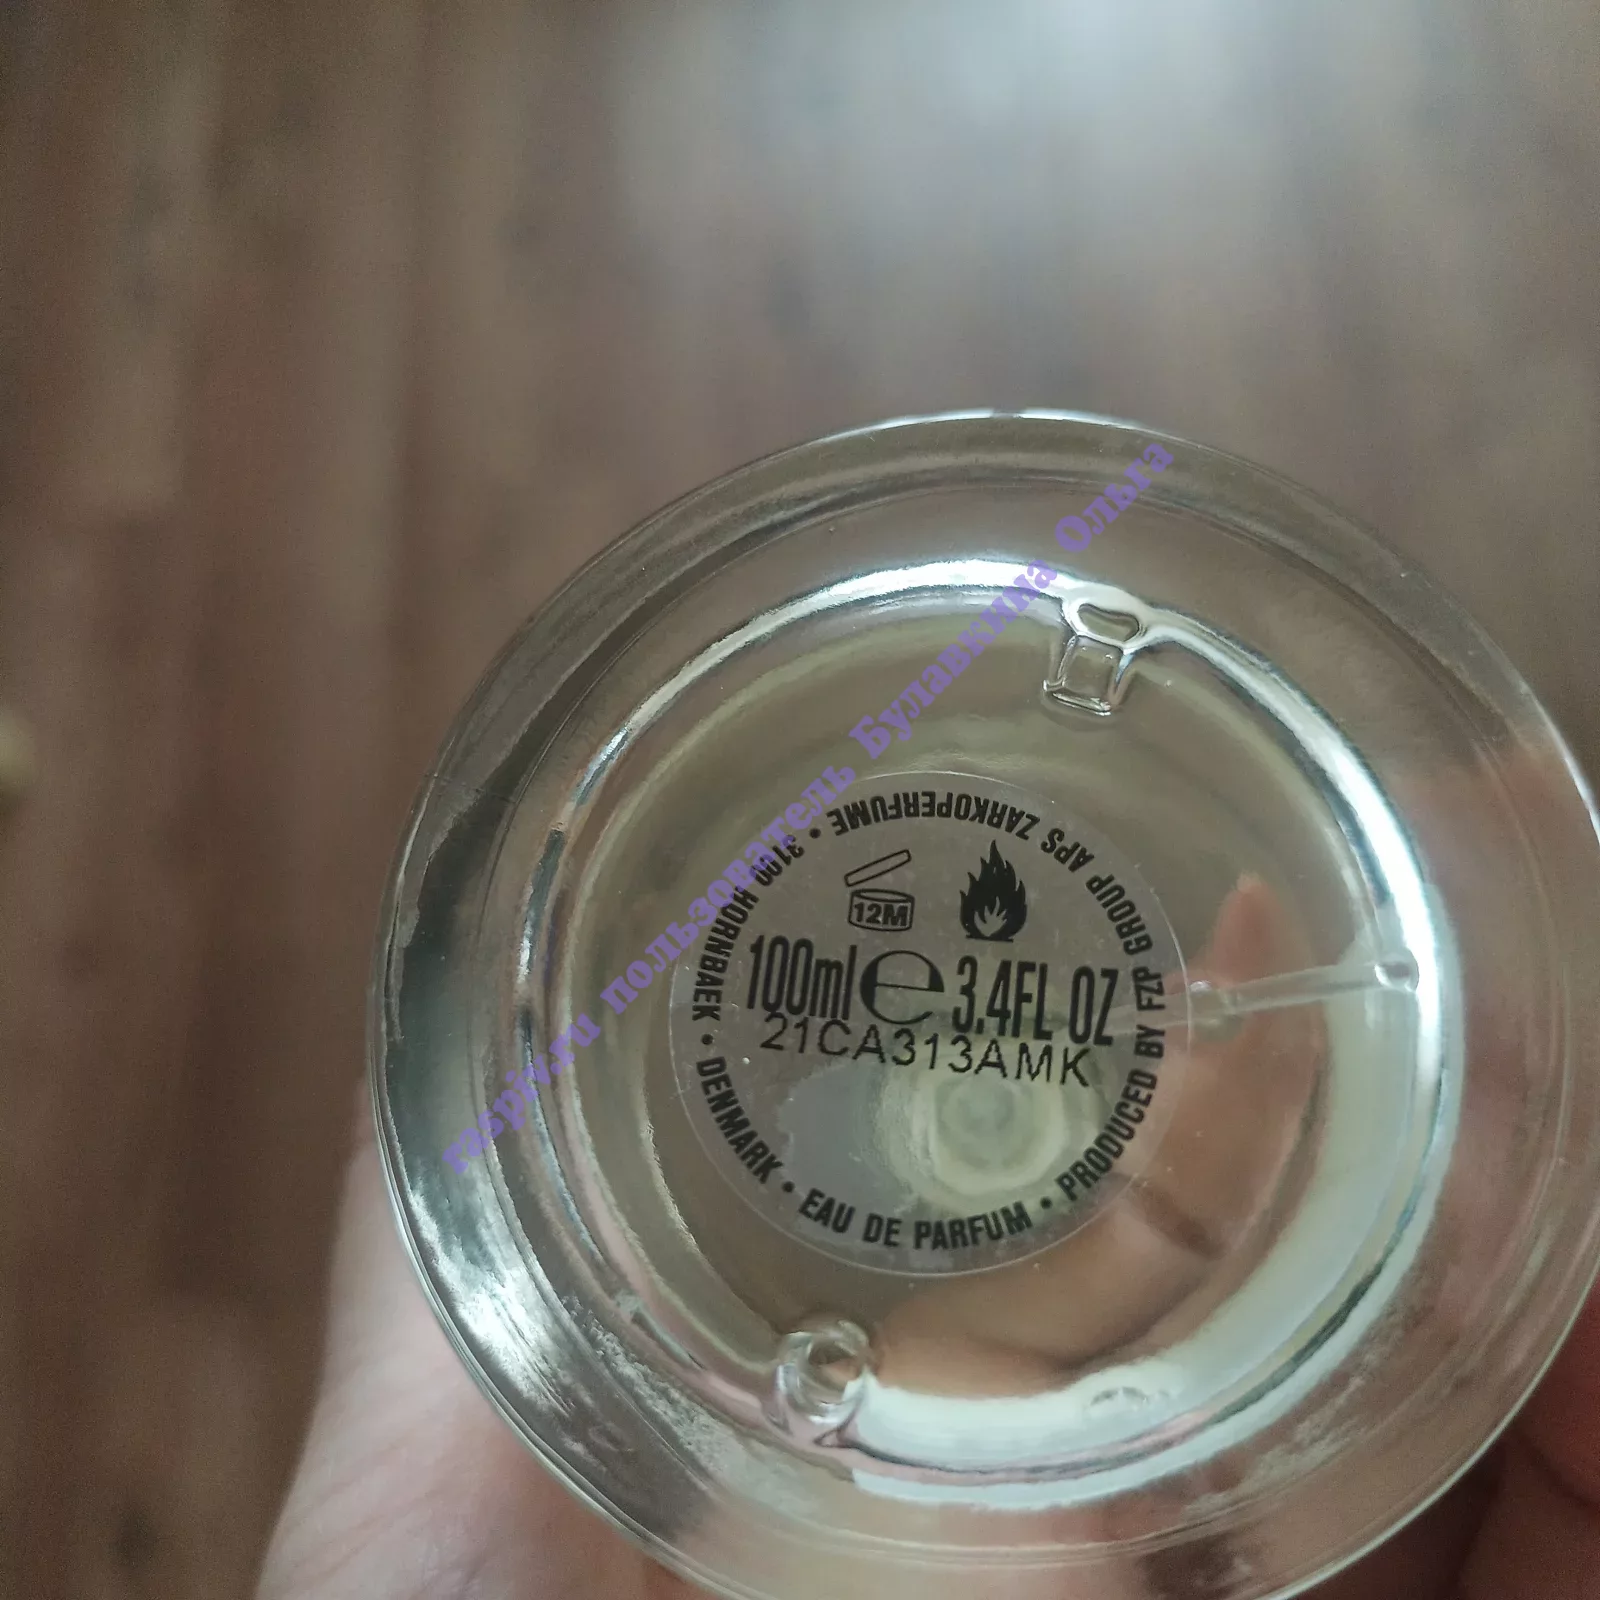 raspiv.ru пользователь Булавкина Ольга
12M
100ml e 3.4FL OZ
21CA313AMK
EAU DE PARFUM • PRODUCED BY FZP GROUP APS ZARKOPERFUME • 3100 HORNBAEK • DENMARK •